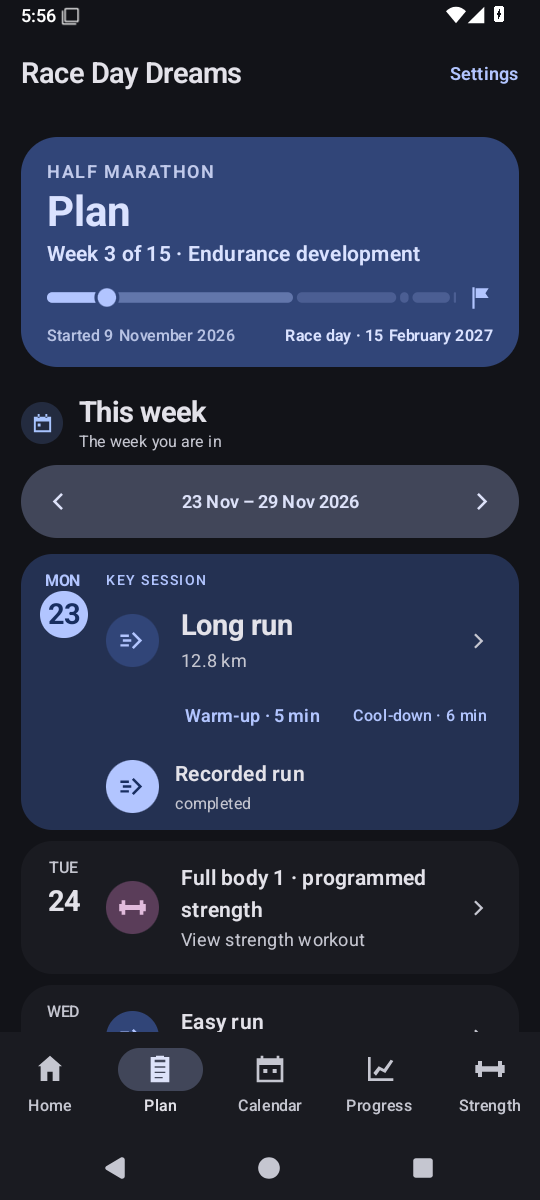 5:56
Race Day Dreams
Settings
HALF MARATHON
Plan
Week 3 of 15 · Endurance development
Started 9 November 2026
Race day · 15 February 2027
This week
The week you are in
23 Nov – 29 Nov 2026
MON
23
KEY SESSION
Long run
12.8 km
Warm-up · 5 min
Cool-down · 6 min
Recorded run
completed
TUE
24
Full body 1 · programmed
strength
View strength workout
WED
Easy run
Home
Plan
Calendar
Progress
Strength